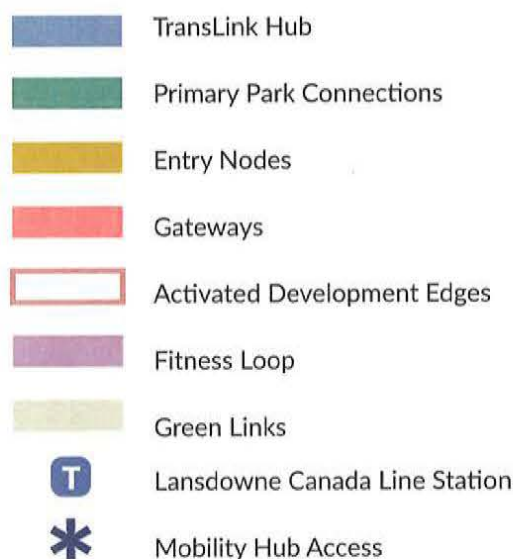 TransLink Hub
Primary Park Connections
Entry Nodes
Gateways
Activated Development Edges
Fitness Loop
Green Links
T Lansdowne Canada Line Station
Mobility Hub Access